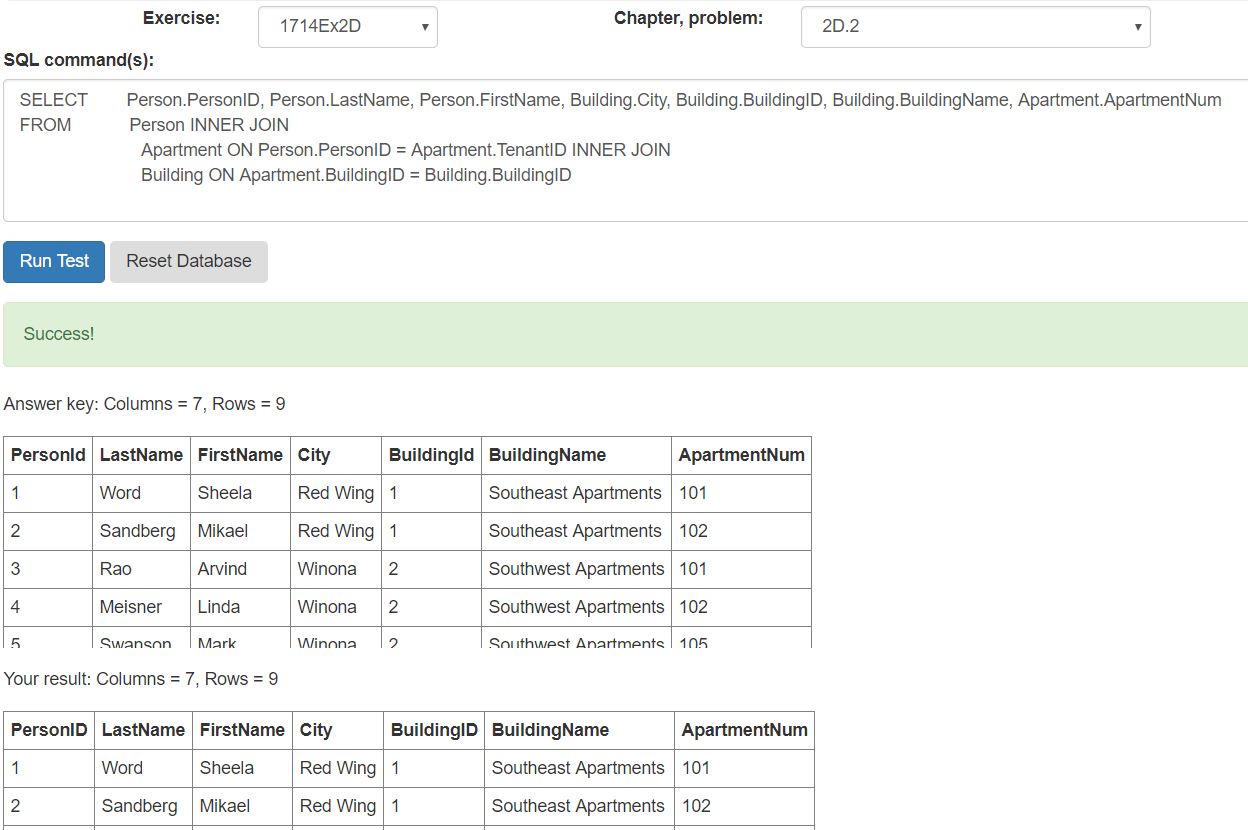 Exercise: 1714Ex2D Chapter, problem: 2D.2
SQL command(s):
SELECT Person.PersonID, Person.LastName, Person.FirstName, Building.City, Building.BuildingID, Building.BuildingName, Apartment.ApartmentNum
FROM Person INNER JOIN
Apartment ON Person.PersonID = Apartment.TenantID INNER JOIN
Building ON Apartment.BuildingID = Building.BuildingID
Run Test Reset Database
Success!
Answer key: Columns = 7, Rows = 9
PersonId LastName FirstName City BuildingId BuildingName ApartmentNum
1 Word Sheela Red Wing 1 Southeast Apartments 101
2 Sandberg Mikael Red Wing 1 Southeast Apartments 102
3 Rao Arvind Winona 2 Southwest Apartments 101
4 Meisner Linda Winona 2 Southwest Apartments 102
5 Swanson Mark Winona 2 Southwest Apartments 105
Your result: Columns = 7, Rows = 9
PersonID LastName FirstName City BuildingID BuildingName ApartmentNum
1 Word Sheela Red Wing 1 Southeast Apartments 101
2 Sandberg Mikael Red Wing 1 Southeast Apartments 102